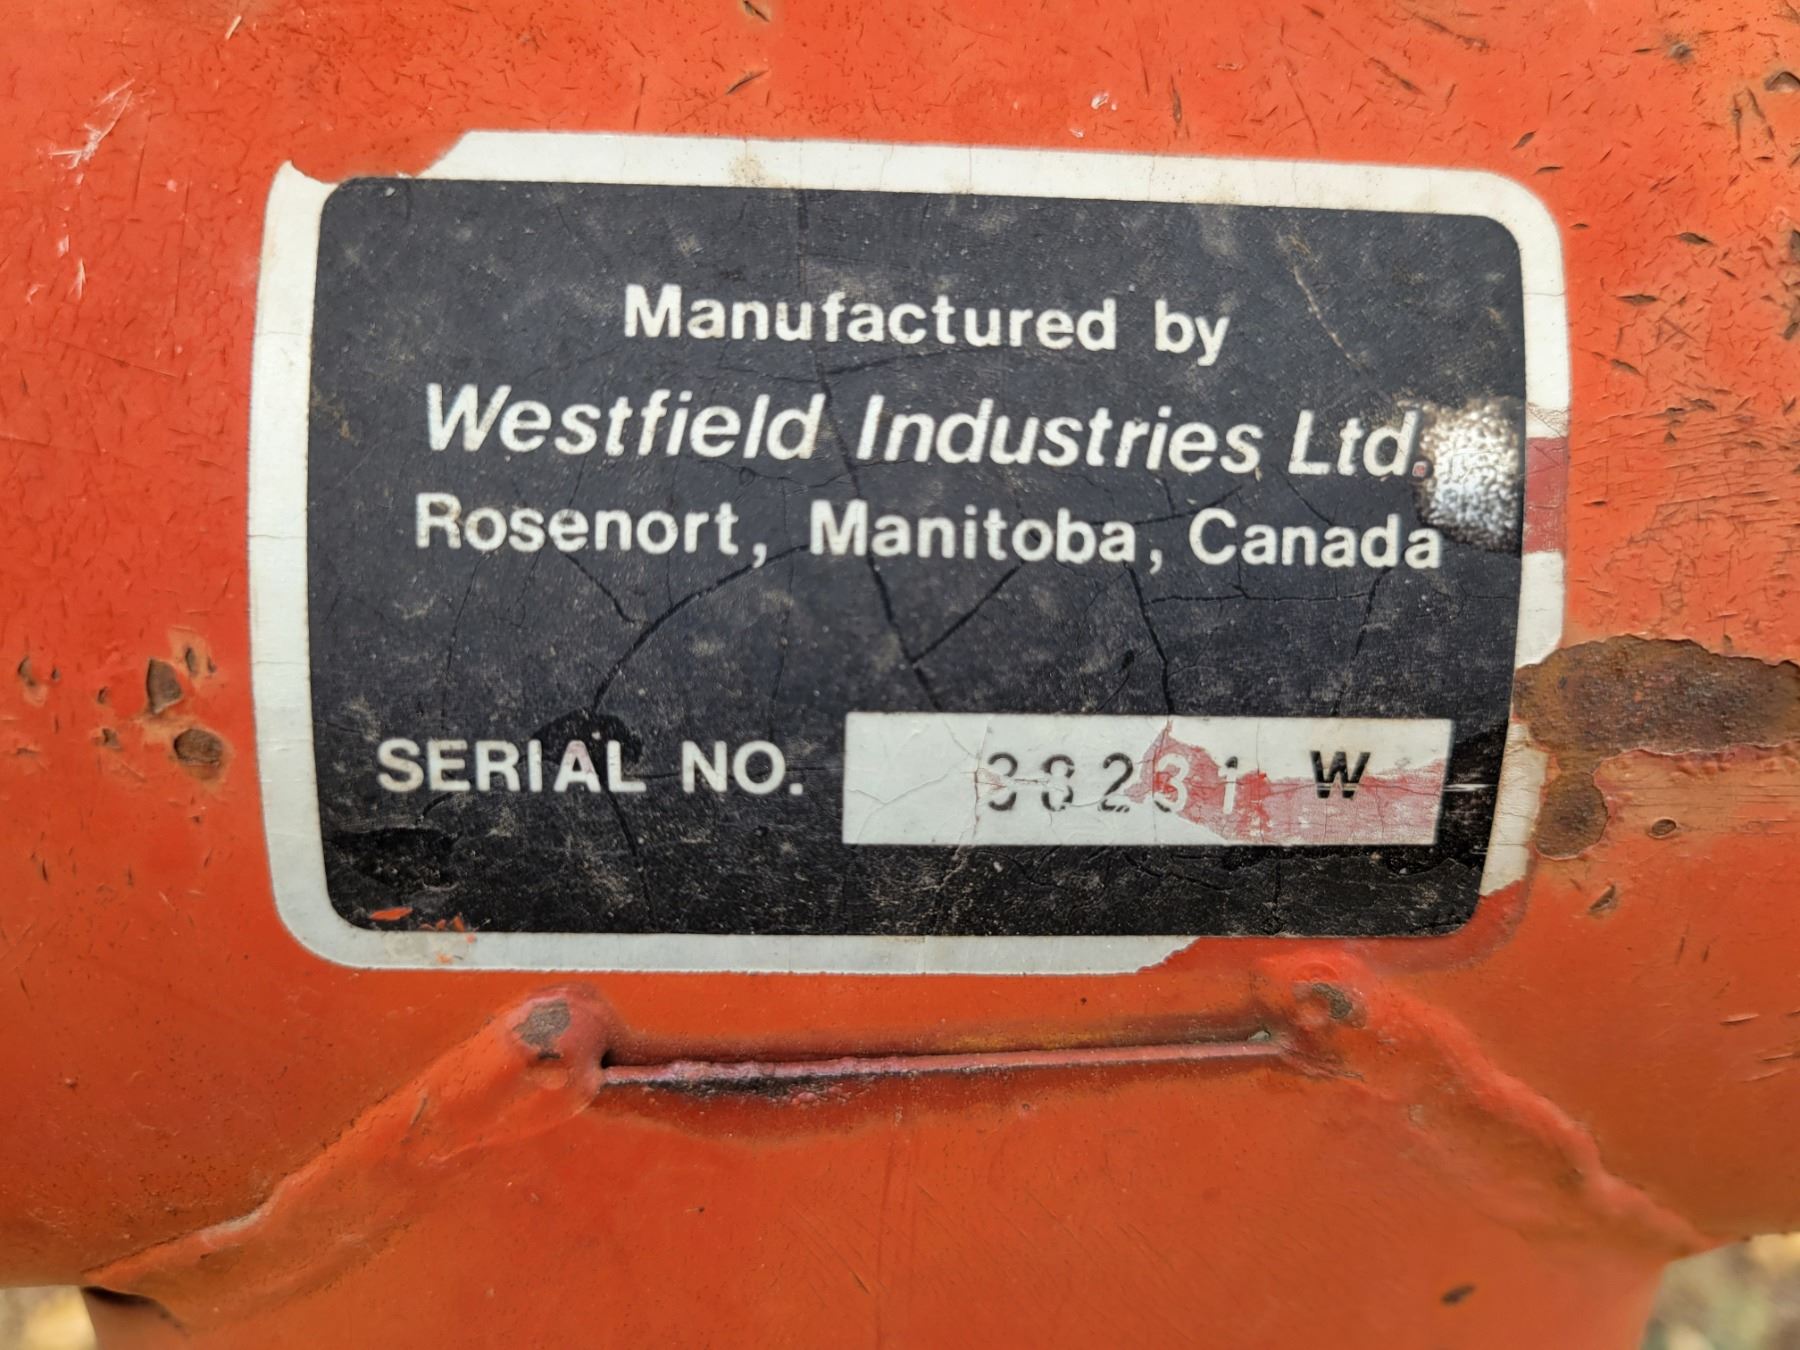 Manufactured by
Westfield Industries Ltd.
Rosenort, Manitoba, Canada
SERIAL NO. 38231 W